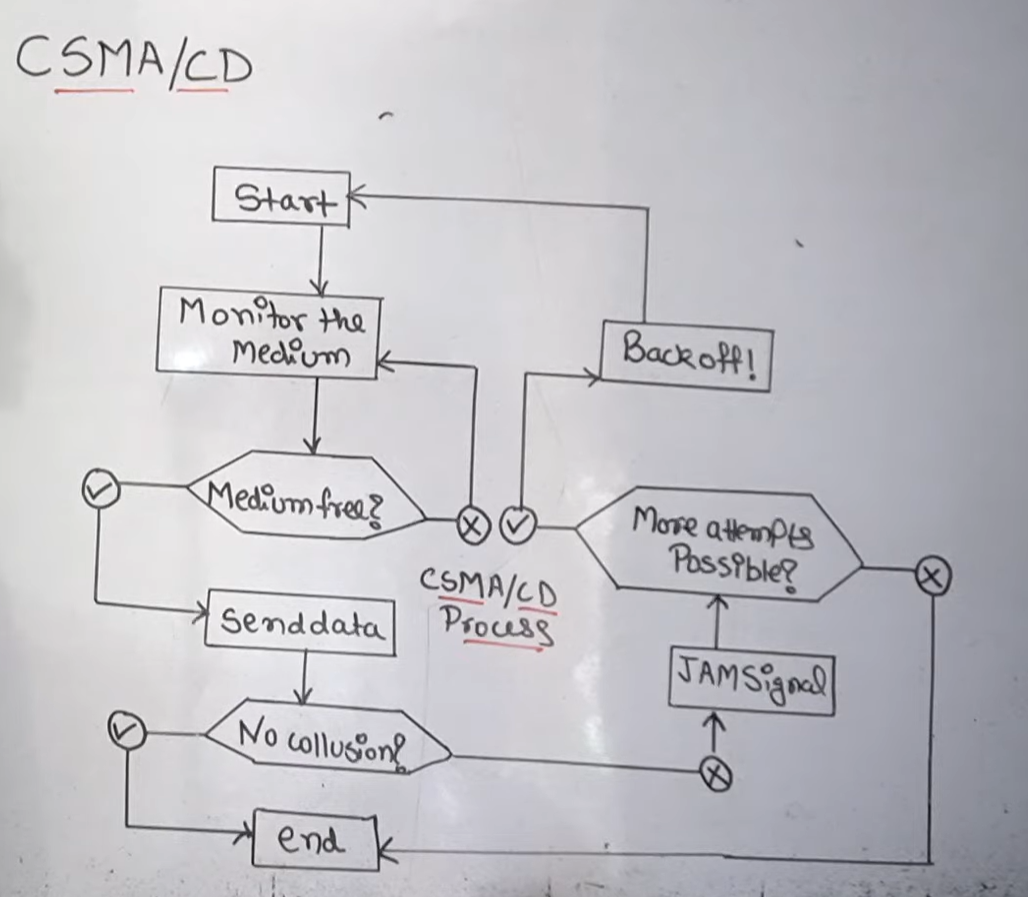 CSMA/CD
Start
Monitor the
Medium
Backoff!
Medium free?
More attempts
Possible?
CSMA/CD
Process
Send data
JAM Signal
No collusion?
end